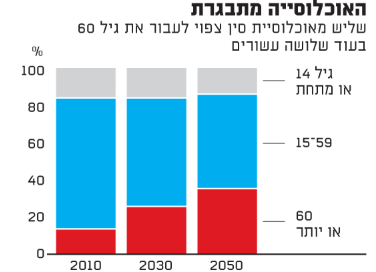 האוכלוסייה מתבגרת
שליש מאוכלוסיית סין צפוי לעבור את גיל 60
בעוד שלושה עשורים
%
100
80
60
40
20
0
גיל 14
או מתחת
15-59
60
או יותר
2010
2030
2050